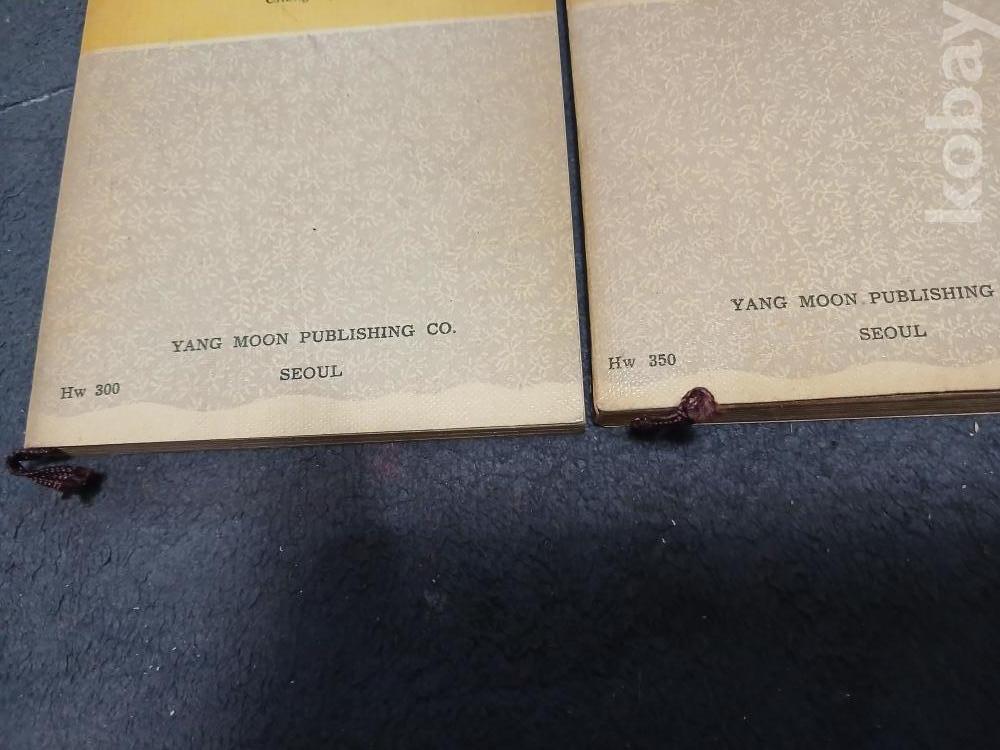 YANG MOON PUBLISHING CO.
SEOUL
Hw 300
YANG MOON PUBLISHING
SEOUL
Hw 350
kobay